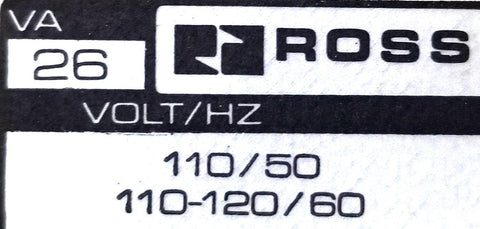 VA
26
ROSS
VOLT/HZ
110/50
110-120/60